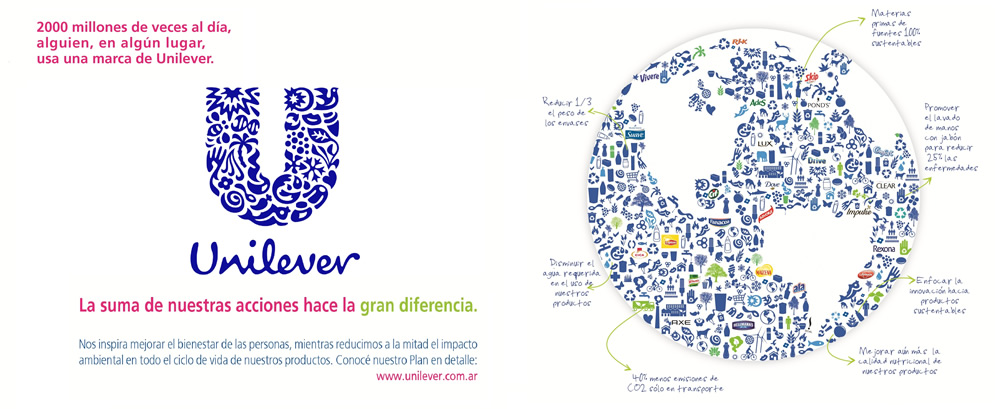 2000 millones de veces al día,
alguien, en algún lugar,
usa una marca de Unilever.
Unilever
La suma de nuestras acciones hace la gran diferencia.
Nos inspira mejorar el bienestar de las personas, mientras reducimos a la mitad el impacto
ambiental en todo el ciclo de vida de nuestros productos. Conocé nuestro Plan en detalle:
www.unilever.com.ar
Materias
primas de
fuentes 100%
sustentables
Reducir 1/3
el peso de
los envases
Promover
el lavado
de manos
con jabón
para reducir
25% las
enfermedades
Disminuir el
agua requerida
en el uso de
nuestros
productos
Enfocar la
innovación hacia
productos
sustentables
40% menos emisiones de
CO2 sólo en transporte
Mejorar aún más la
calidad nutricional de
nuestros productos
Vivere
Skip
AdeS
POND'S
Suave
LUX
Drive
Dove
CLEAR
Impulse
Rexona
AXE
ala